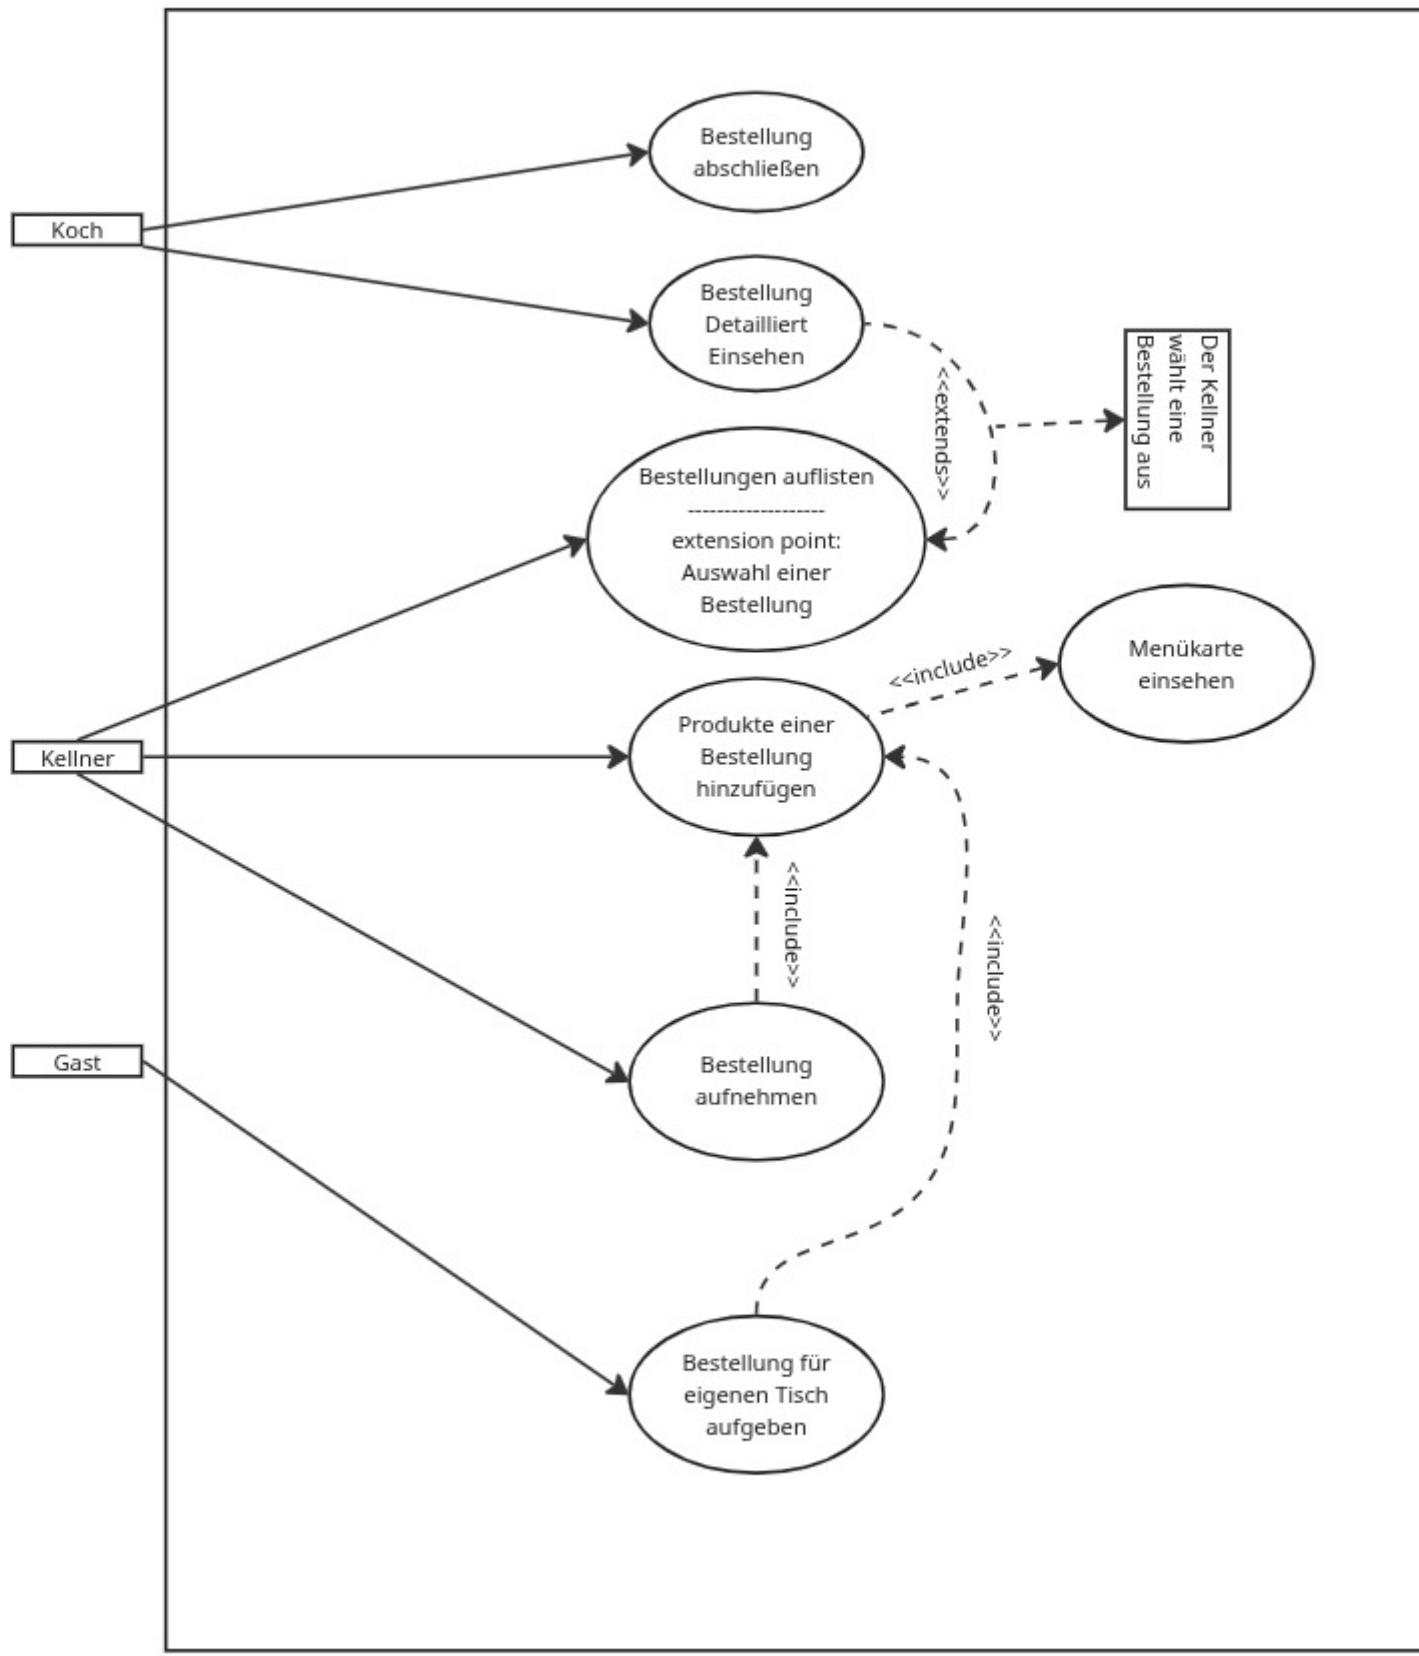 Bestellung
abschließen
Koch
Bestellung
Detailliert
Einsehen
<<extends>>
Der Kellner
wählt eine
Bestellung aus
Bestellungen auflisten
-------------------
extension point:
Auswahl einer
Bestellung
<<include>>
Menükarte
einsehen
Kellner
Produkte einer
Bestellung
hinzufügen
<<include>>
<<include>>
Gast
Bestellung
aufnehmen
Bestellung für
eigenen Tisch
aufgeben